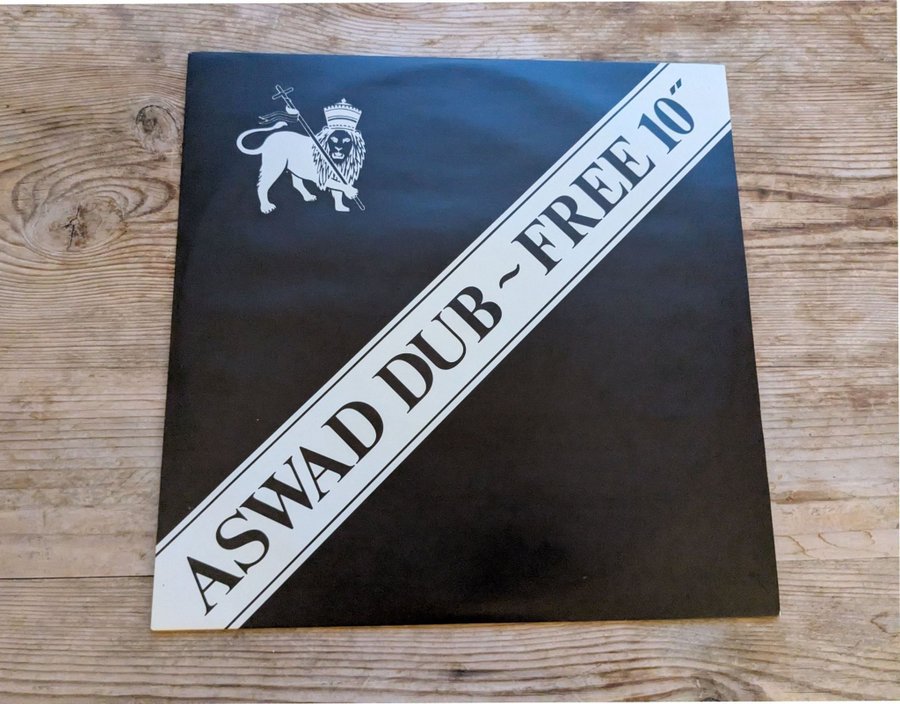 ASWAD DUB ~ FREE 10"